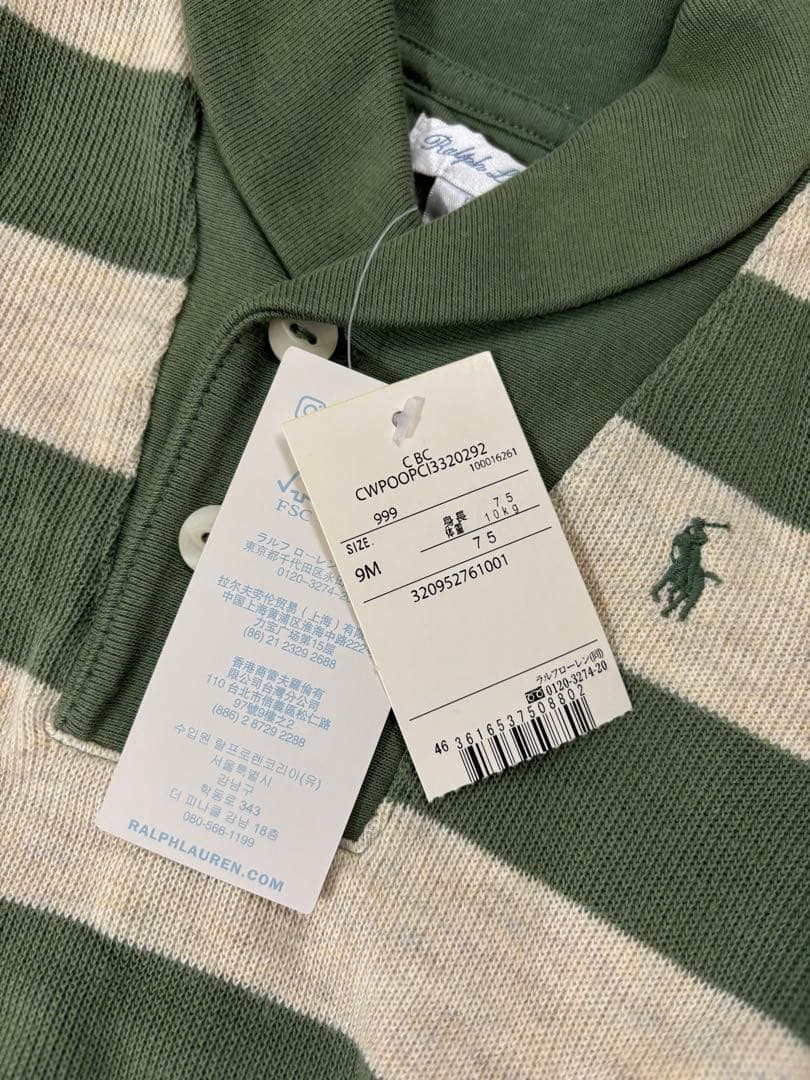 Ralph L
FSC
ラルフ ローレン
東京都千代田区永田
0120-3274-
拉尔夫劳伦贸易（上海）有限
中国上海黄浦区淮海中路222
力宝广场第15层
(86) 21 2329 2688
香港商雷夫羅倫有
限公司台灣分公司
110 台北市信義區松仁路
97號9樓之2
(886) 2 8729 2288
수입원 랄프로렌코리아(유)
서울특별시
강남구
학동로 343
더 피나클 강남 18층
080-566-1199
RALPHLAUREN.COM
C BC
CWPOOPCI3320292
100016261
999
SIZE.
身長 75
体重 10kg
9M
75
320952761001
ラルフローレン(同)
0120-3274-20
46 3616537508802